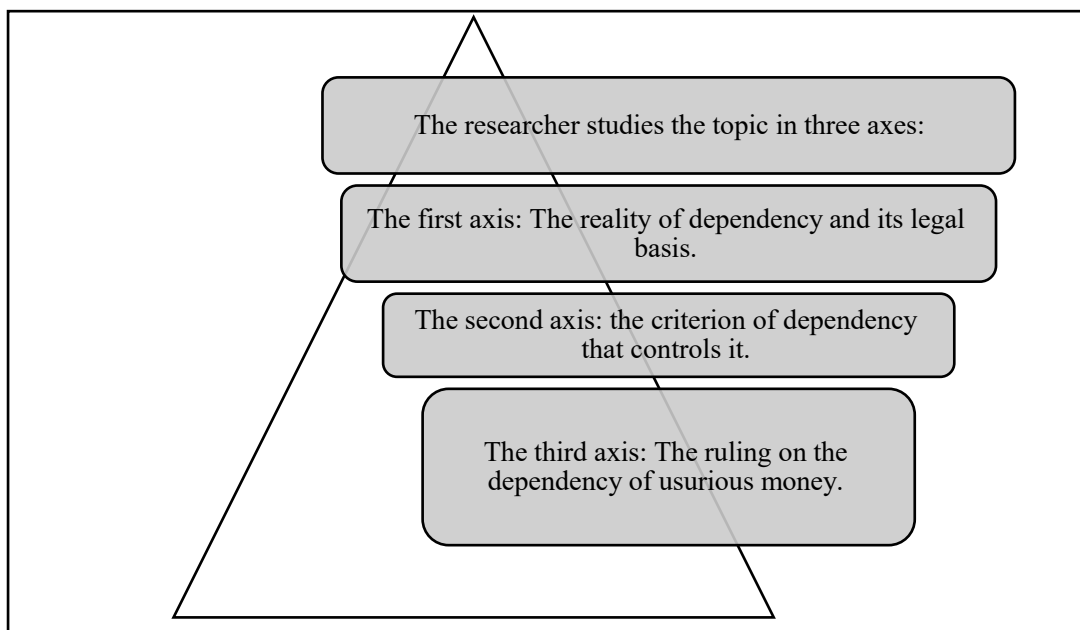 The researcher studies the topic in three axes:
The first axis: The reality of dependency and its legal
basis.
The second axis: the criterion of dependency
that controls it.
The third axis: The ruling on the
dependency of usurious money.